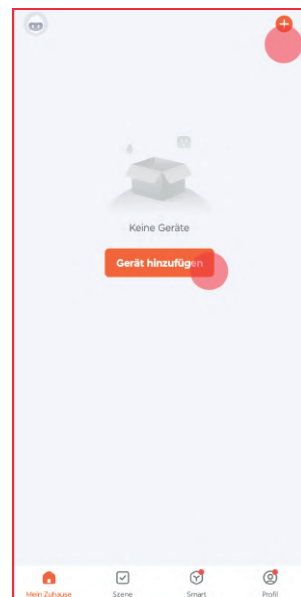 Keine Geräte
Gerät hinzufügen
Mein Zuhause
Szene
Smart
Profil